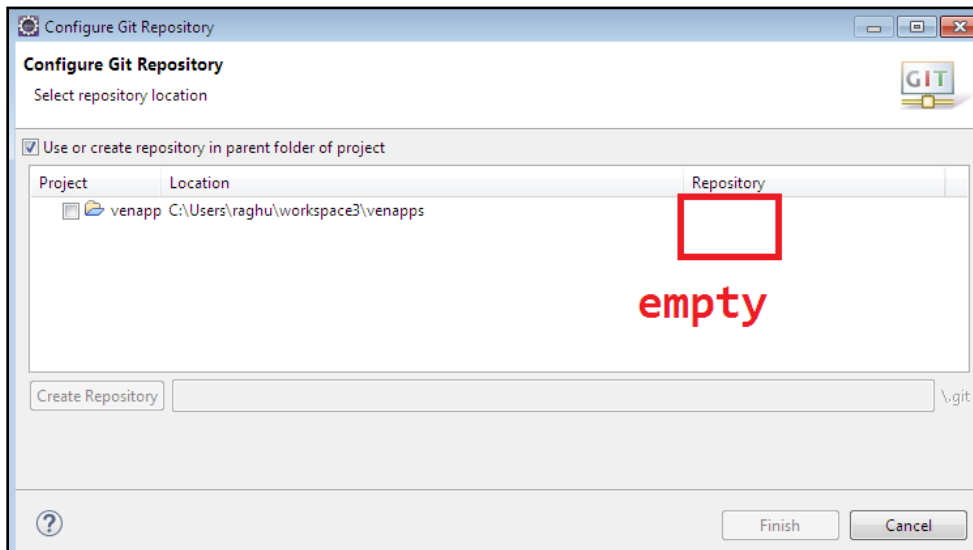 Configure Git Repository
Configure Git Repository
Select repository location
GIT
Use or create repository in parent folder of project
Project Location Repository
venapp C:\Users\raghu\workspace3\venapps
empty
Create Repository \.git
? Finish Cancel